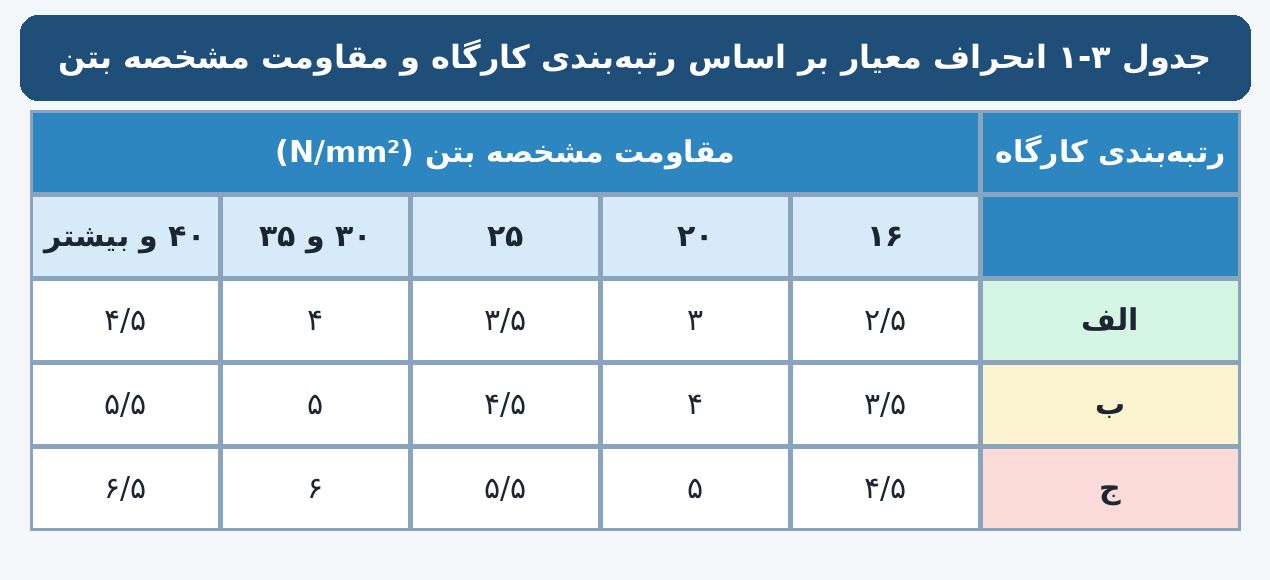 جدول ۳-۱ انحراف معیار بر اساس رتبه‌بندی کارگاه و مقاومت مشخصه بتن
رتبه‌بندی کارگاه مقاومت مشخصه بتن (N/mm²)
۱۶ ۲۰ ۲۵ ۳۰ و ۳۵ ۴۰ و بیشتر
الف ۲/۵ ۳ ۳/۵ ۴ ۴/۵
ب ۳/۵ ۴ ۴/۵ ۵ ۵/۵
ج ۴/۵ ۵ ۵/۵ ۶ ۶/۵